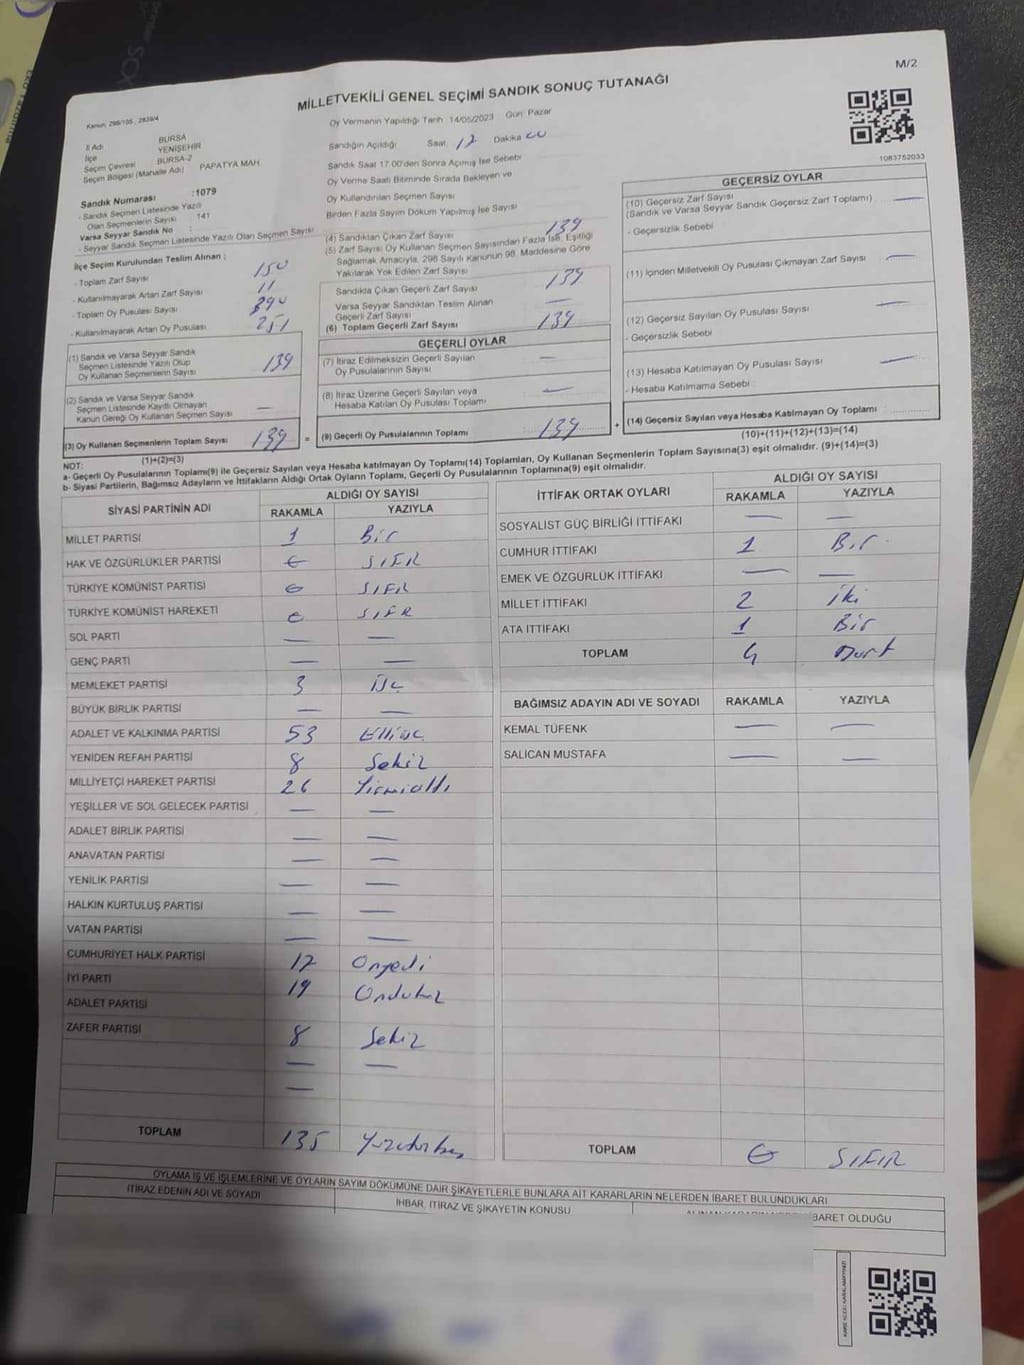 M/2
MİLLETVEKİLİ GENEL SEÇİMİ SANDIK SONUÇ TUTANAĞI
Kanun, 298/105, 2839/4
İl Adı BURSA
İlçe YENİŞEHİR
Seçim Çevresi BURSA-2
Seçim Bölgesi (Mahalle Adı) PAPATYA MAH
Sandık Numarası :1079
- Sandık Seçmen Listesinde Yazılı
Olan Seçmenlerin Sayısı : 141
Varsa Seyyar Sandık No :
- Seyyar Sandık Seçmen Listesinde Yazılı Olan Seçmen Sayısı
İlçe Seçim Kurulundan Teslim Alınan :
- Toplam Zarf Sayısı 150
- Kullanılmayarak Artan Zarf Sayısı 11
- Toplam Oy Pusulası Sayısı 390
- Kullanılmayarak Artan Oy Pusulası 251
(1) Sandık ve Varsa Seyyar Sandık
Seçmen Listesinde Yazılı Olup
Oy Kullanan Seçmenlerin Sayısı 139
(2) Sandık ve Varsa Seyyar Sandık
Seçmen Listesinde Kayıtlı Olmayan
Kanun Gereği Oy Kullanan Seçmen Sayısı —
(3) Oy Kullanan Seçmenlerin Toplam Sayısı 139 =
(1)+(2)=(3)
Oy Vermenin Yapıldığı Tarih 14/05/2023 Gün: Pazar
Sandığın Açıldığı Saat 17 Dakika 00
Sandık Saat 17.00'den Sonra Açılmış İse Sebebi
Oy Verme Saati Bitiminde Sırada Bekleyen ve
Oy Kullandırılan Seçmen Sayısı
Birden Fazla Sayım Döküm Yapılmış İse Sayısı
(4) Sandıktan Çıkan Zarf Sayısı 139
(5) Zarf Sayısı Oy Kullanan Seçmen Sayısından Fazla İse, Eşitliği
Sağlamak Amacıyla, 298 Sayılı Kanunun 98. Maddesine Göre
Yakılarak Yok Edilen Zarf Sayısı
Sandıkta Çıkan Geçerli Zarf Sayısı 139
Varsa Seyyar Sandıktan Teslim Alınan
Geçerli Zarf Sayısı —
(6) Toplam Geçerli Zarf Sayısı 139
GEÇERLİ OYLAR
(7) İtiraz Edilmeksizin Geçerli Sayılan
Oy Pusulalarının Sayısı —
(8) İtiraz Üzerine Geçerli Sayılan veya
Hesaba Katılan Oy Pusulası Toplamı —
(9) Geçerli Oy Pusulalarının Toplamı 139 +
1083752033
GEÇERSİZ OYLAR
(10) Geçersiz Zarf Sayısı —
(Sandık ve Varsa Seyyar Sandık Geçersiz Zarf Toplamı)
- Geçersizlik Sebebi
(11) İçinden Milletvekili Oy Pusulası Çıkmayan Zarf Sayısı —
(12) Geçersiz Sayılan Oy Pusulası Sayısı —
- Geçersizlik Sebebi
(13) Hesaba Katılmayan Oy Pusulası Sayısı —
- Hesaba Katılmama Sebebi :
(14) Geçersiz Sayılan veya Hesaba Katılmayan Oy Toplamı
(10)+(11)+(12)+(13)=(14)
NOT:
a- Geçerli Oy Pusulalarının Toplamı(9) ile Geçersiz Sayılan veya Hesaba katılmayan Oy Toplamı(14) Toplamları, Oy Kullanan Seçmenlerin Toplam Sayısına(3) eşit olmalıdır. (9)+(14)=(3)
b- Siyasi Partilerin, Bağımsız Adayların ve İttifakların Aldığı Ortak Oyların Toplamı, Geçerli Oy Pusulalarının Toplamına(9) eşit olmalıdır.
SİYASİ PARTİNİN ADI ALDIĞI OY SAYISI
RAKAMLA YAZIYLA
MİLLET PARTİSİ 1 Bir
HAK VE ÖZGÜRLÜKLER PARTİSİ 0 SIFIR
TÜRKİYE KOMÜNİST PARTİSİ 0 SIFIR
TÜRKİYE KOMÜNİST HAREKETİ 0 SIFR
SOL PARTİ — —
GENÇ PARTİ — —
MEMLEKET PARTİSİ 3 Üç
BÜYÜK BİRLİK PARTİSİ — —
ADALET VE KALKINMA PARTİSİ 53 Elliüç
YENİDEN REFAH PARTİSİ 8 Sekiz
MİLLİYETÇİ HAREKET PARTİSİ 26 Yirmialtı
YEŞİLLER VE SOL GELECEK PARTİSİ — —
ADALET BİRLİK PARTİSİ — —
ANAVATAN PARTİSİ — —
YENİLİK PARTİSİ — —
HALKIN KURTULUŞ PARTİSİ — —
VATAN PARTİSİ — —
CUMHURİYET HALK PARTİSİ 17 Onyedi
İYİ PARTİ 19 Ondokuz
ADALET PARTİSİ
ZAFER PARTİSİ 8 Sekiz
— —
—
TOPLAM 135 Yüzotuzbeş
İTTİFAK ORTAK OYLARI ALDIĞI OY SAYISI
RAKAMLA YAZIYLA
SOSYALİST GÜÇ BİRLİĞİ İTTİFAKI — —
CUMHUR İTTİFAKI 1 Bir
EMEK VE ÖZGÜRLÜK İTTİFAKI — —
MİLLET İTTİFAKI 2 İki
ATA İTTİFAKI 1 Bir
TOPLAM 4 Dört
BAĞIMSIZ ADAYIN ADI VE SOYADI RAKAMLA YAZIYLA
KEMAL TÜFENK — —
SALİCAN MUSTAFA — —
TOPLAM 0 SIFIR
OYLAMA İŞ VE İŞLEMLERİNE VE OYLARIN SAYIM DÖKÜMÜNE DAİR ŞİKAYETLERLE BUNLARA AİT KARARLARIN NELERDEN İBARET BULUNDUKLARI
İTİRAZ EDENİN ADI VE SOYADI İHBAR, İTİRAZ VE ŞİKAYETİN KONUSU İBARET OLDUĞU